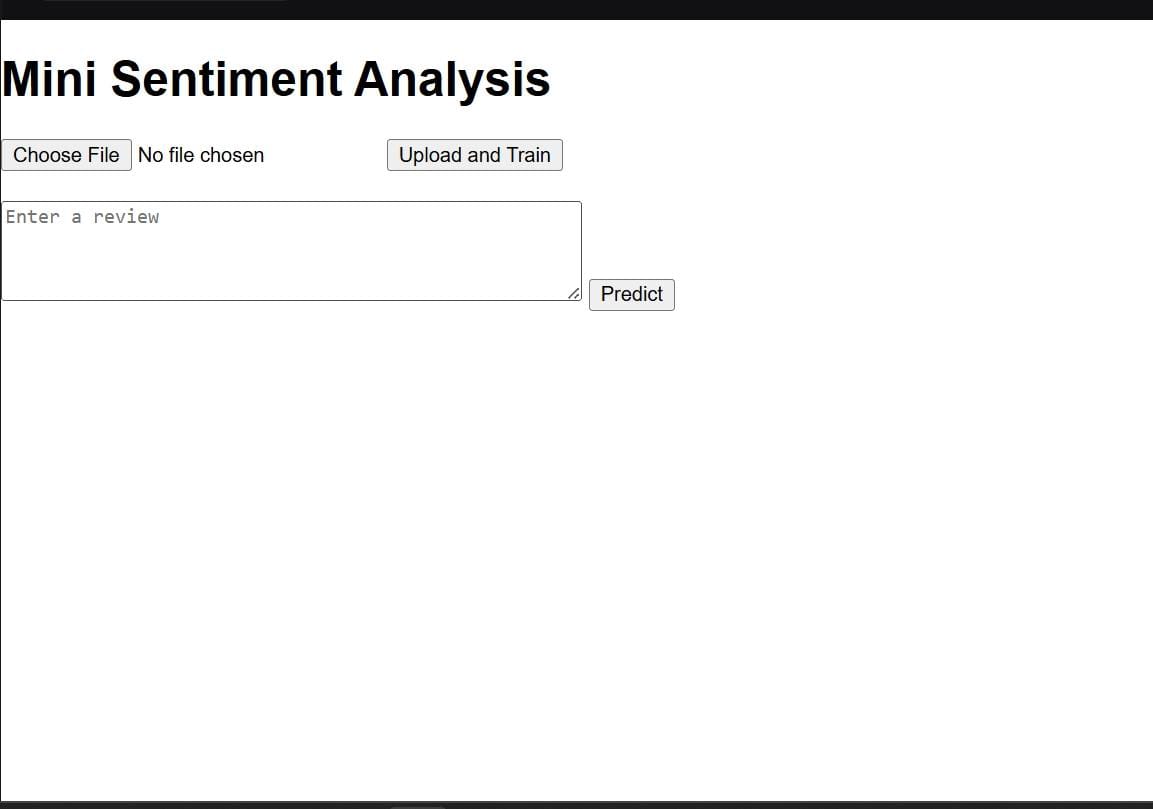 Mini Sentiment Analysis
Choose File No file chosen Upload and Train
Enter a review
Predict